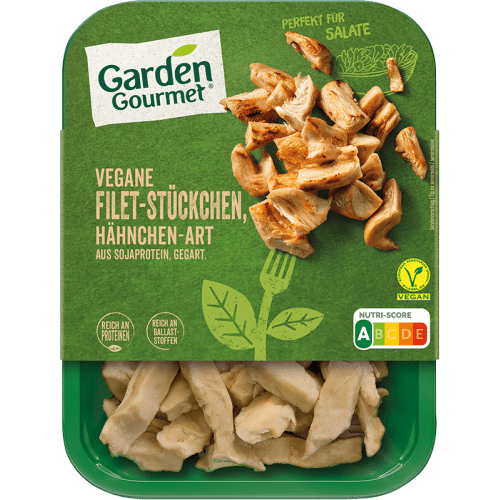 PERFEKT FÜR
SALATE
Garden
Gourmet®
VEGANE
FILET-STÜCKCHEN,
HÄHNCHEN-ART
AUS SOJAPROTEIN, GEGART.
REICH AN
PROTEINEN
REICH AN
BALLAST-
STOFFEN
VEGAN
NUTRI-SCORE
A B C D E